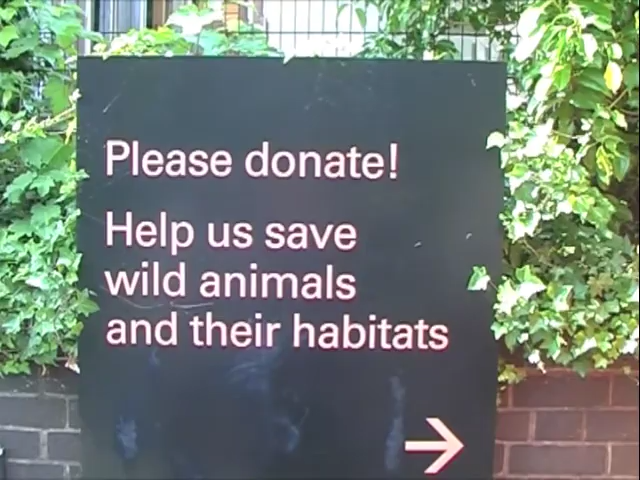 Please donate!
Help us save
wild animals
and their habitats